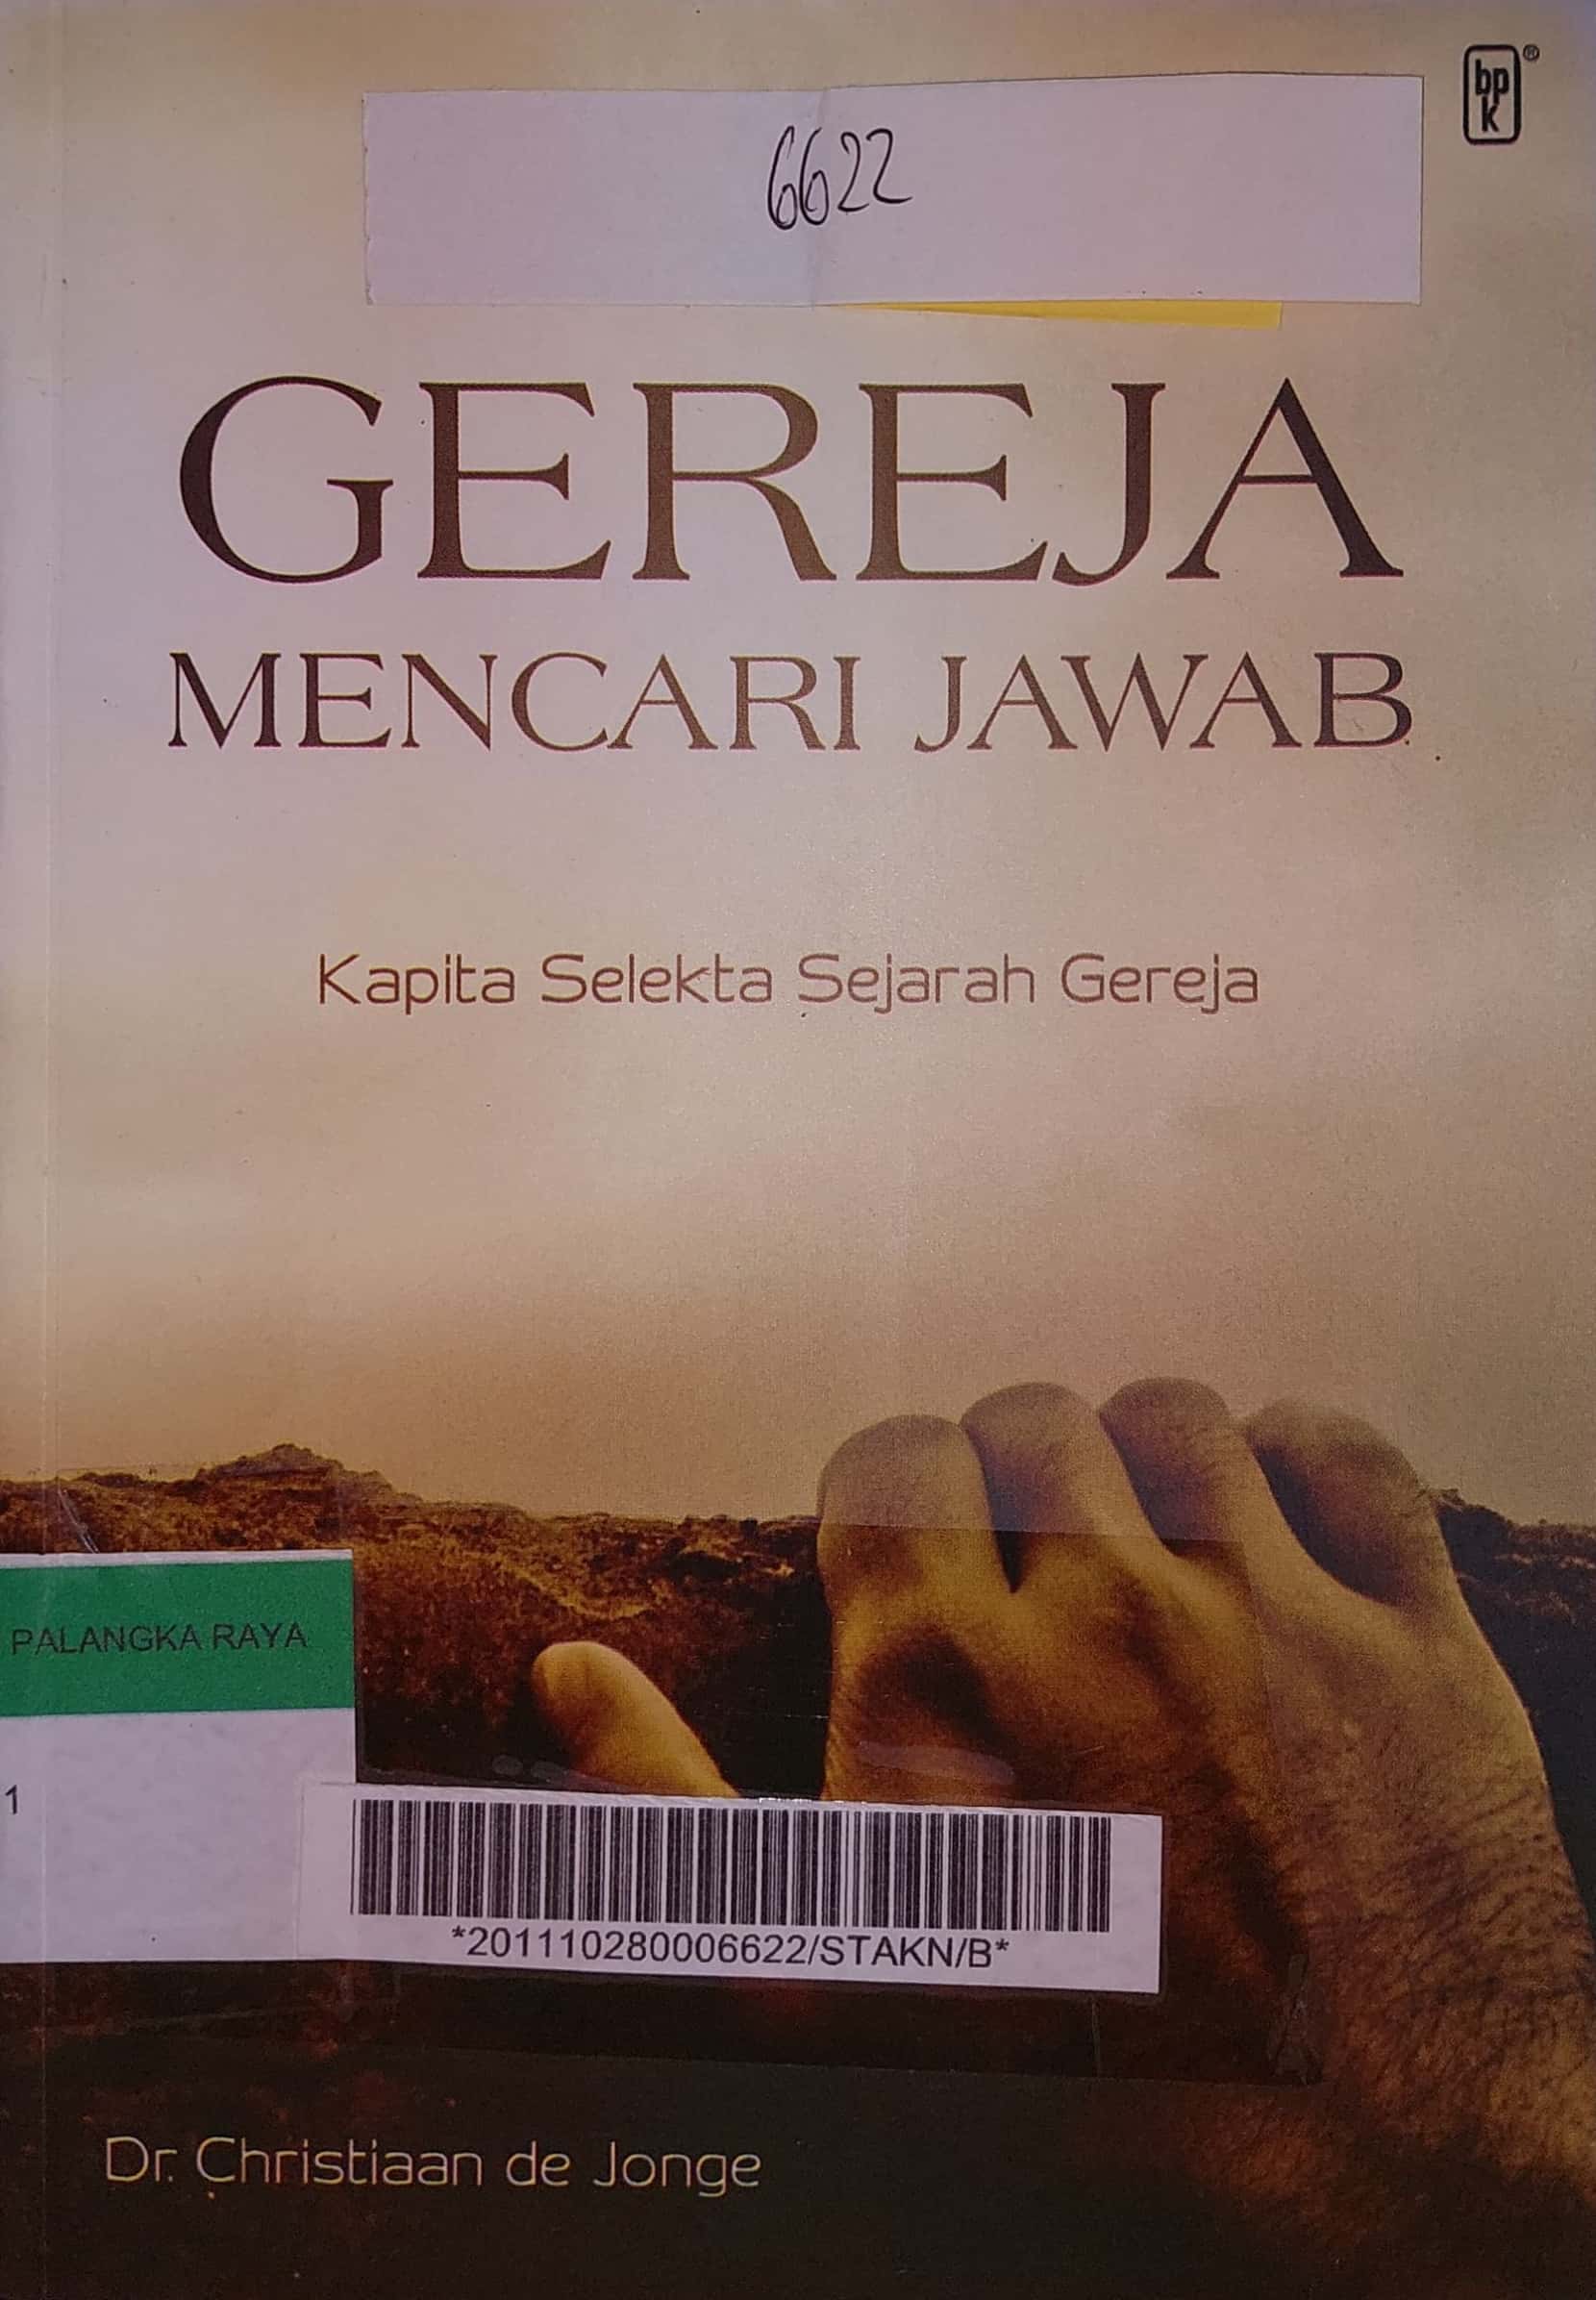 bpk®
6622
GEREJA
MENCARI JAWAB
Kapita Selekta Sejarah Gereja
PALANGKA RAYA
1
*201110280006622/STAKN/B*
Dr. Christiaan de Jonge